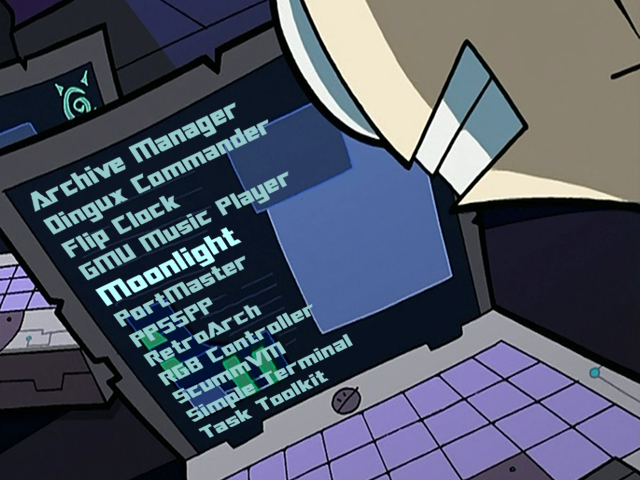 Archive Manager
Dingux Commander
Flip Clock
GMU Music Player
Moonlight
PortMaster
PPSSPP
RetroArch
RGB Controller
ScummVM
Simple Terminal
Task Toolkit